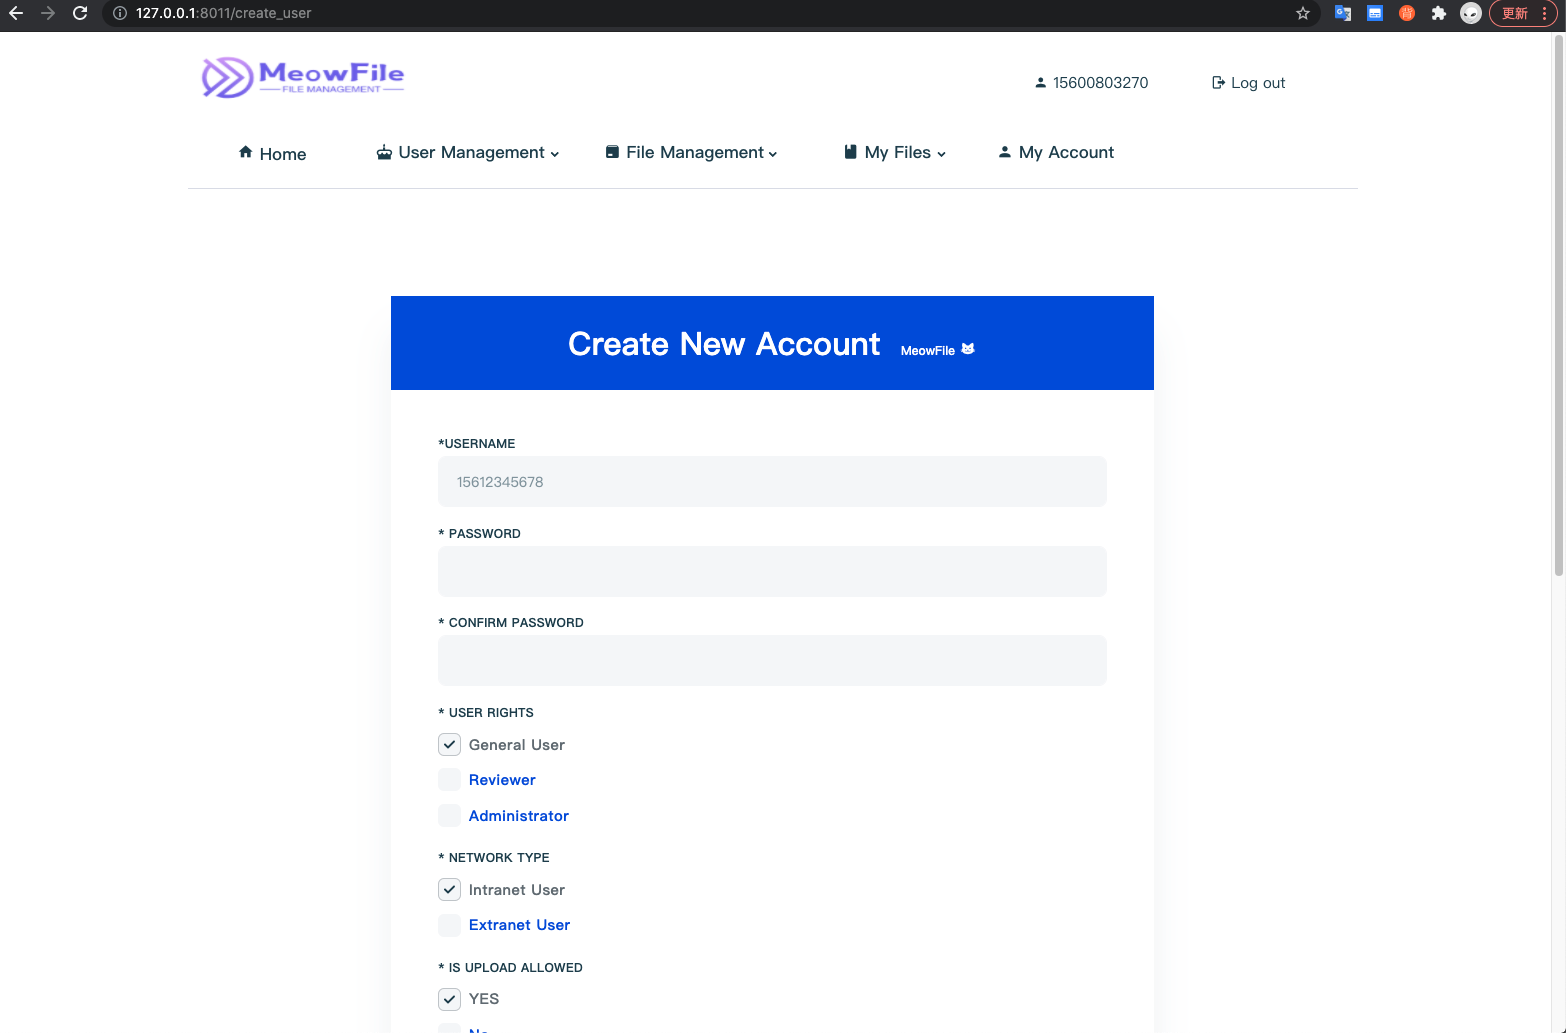 127.0.0.1:8011/create_user
更新
MeowFile
FILE MANAGEMENT
15600803270
Log out
Home
User Management
File Management
My Files
My Account
Create New Account MeowFile
*USERNAME
15612345678
* PASSWORD
* CONFIRM PASSWORD
* USER RIGHTS
General User
Reviewer
Administrator
* NETWORK TYPE
Intranet User
Extranet User
* IS UPLOAD ALLOWED
YES